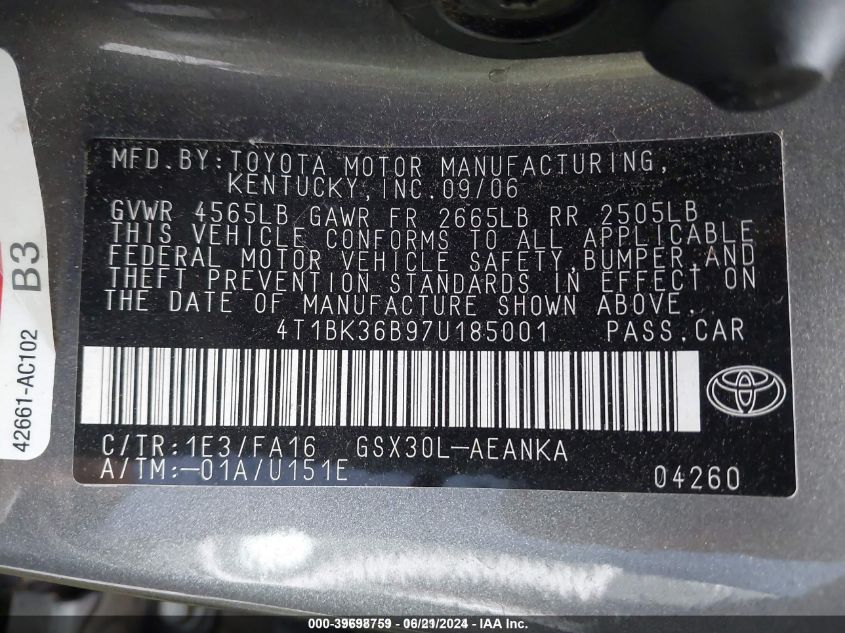 MFD.BY:TOYOTA MOTOR MANUFACTURING,
KENTUCKY,INC.09/06
GVWR 4565LB GAWR FR 2665LB RR 2505LB
THIS VEHICLE CONFORMS TO ALL APPLICABLE
FEDERAL MOTOR VEHICLE SAFETY,BUMPER,AND
THEFT PREVENTION STANDARDS IN EFFECT ON
THE DATE OF MANUFACTURE SHOWN ABOVE.
4T1BK36B97U185001 PASS.CAR
C/TR:1E3/FA16 GSX30L-AEANKA
A/TM:-01A/U151E 04260
42661-AC102 B3
000-39698759 - 06/21/2024 - IAAI.com